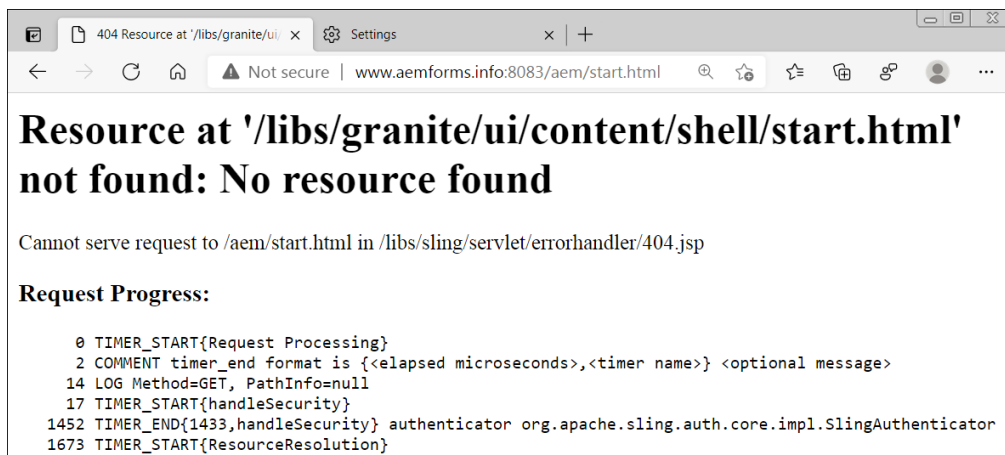 404 Resource at '/libs/granite/ui/
Settings
Not secure | www.aemforms.info:8083/aem/start.html
Resource at '/libs/granite/ui/content/shell/start.html'
not found: No resource found
Cannot serve request to /aem/start.html in /libs/sling/servlet/errorhandler/404.jsp
Request Progress:
0 TIMER_START{Request Processing}
2 COMMENT timer_end format is {<elapsed microseconds>,<timer name>} <optional message>
14 LOG Method=GET, PathInfo=null
17 TIMER_START{handleSecurity}
1452 TIMER_END{1433,handleSecurity} authenticator org.apache.sling.auth.core.impl.SlingAuthenticator
1673 TIMER_START{ResourceResolution}